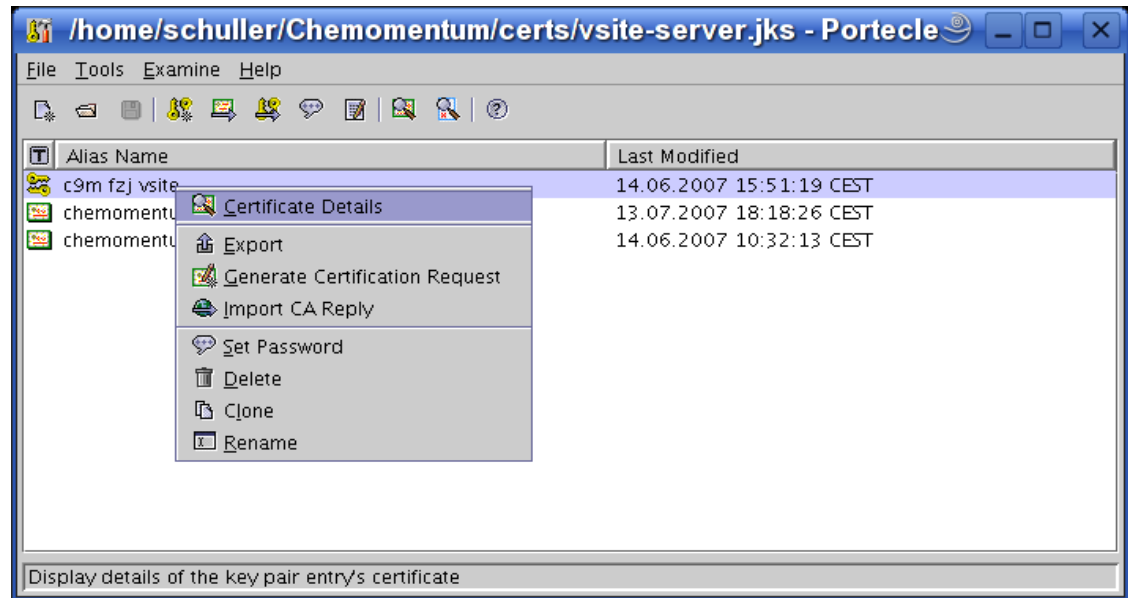 /home/schuller/Chemomentum/certs/vsite-server.jks - Portecle
File Tools Examine Help
T Alias Name Last Modified
c9m fzj vsite 14.06.2007 15:51:19 CEST
chemomentu 13.07.2007 18:18:26 CEST
chemomentu 14.06.2007 10:32:13 CEST
Certificate Details
Export
Generate Certification Request
Import CA Reply
Set Password
Delete
Clone
Rename
Display details of the key pair entry's certificate